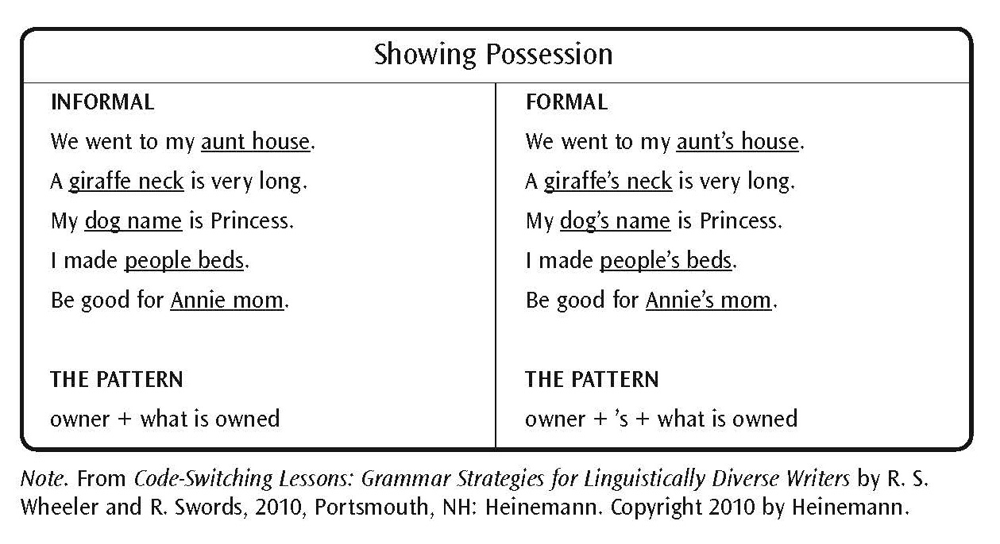 Showing Possession
INFORMAL
We went to my aunt house.
A giraffe neck is very long.
My dog name is Princess.
I made people beds.
Be good for Annie mom.
THE PATTERN
owner + what is owned
FORMAL
We went to my aunt’s house.
A giraffe’s neck is very long.
My dog’s name is Princess.
I made people’s beds.
Be good for Annie’s mom.
THE PATTERN
owner + ’s + what is owned
Note. From Code-Switching Lessons: Grammar Strategies for Linguistically Diverse Writers by R. S.
Wheeler and R. Swords, 2010, Portsmouth, NH: Heinemann. Copyright 2010 by Heinemann.